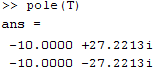 >> pole(T)
ans =
-10.0000 +27.2213i
-10.0000 -27.2213i